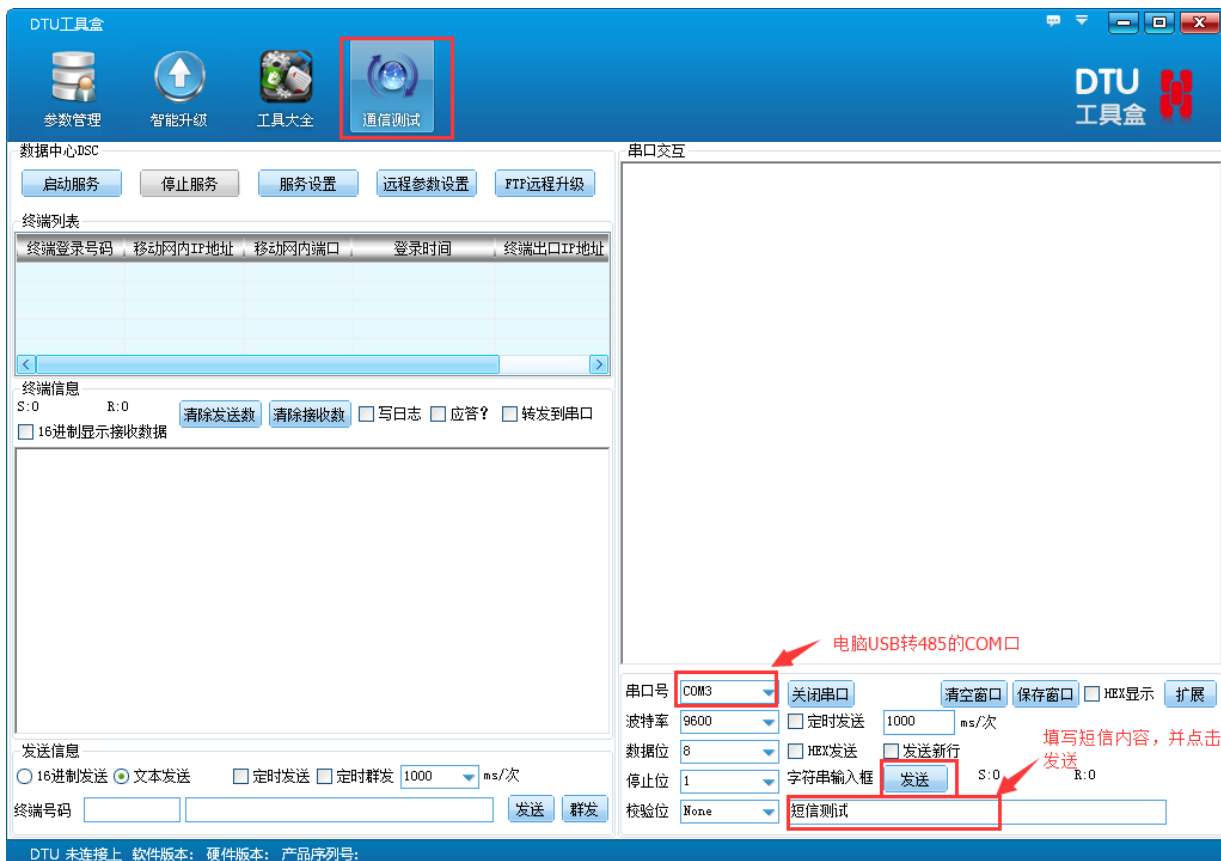 DTU工具盒
参数管理 智能升级 工具大全 通信测试
DTU
工具盒
数据中心DSC
启动服务 停止服务 服务设置 远程参数设置 FTP远程升级
终端列表
终端登录号码 移动网内IP地址 移动网内端口 登录时间 终端出口IP地址
终端信息
S:0 R:0 清除发送数 清除接收数 写日志 应答? 转发到串口
16进制显示接收数据
发送信息
16进制发送 文本发送 定时发送 定时群发 1000 ms/次
终端号码 发送 群发
串口交互
电脑USB转485的COM口
串口号 COM3 关闭串口 清空窗口 保存窗口 HEX显示 扩展
波特率 9600 定时发送 1000 ms/次
填写短信内容，并点击
发送
数据位 8 HEX发送 发送新行
停止位 1 字符串输入框 发送 S:0 R:0
校验位 None 短信测试
DTU 未连接上 软件版本: 硬件版本: 产品序列号: